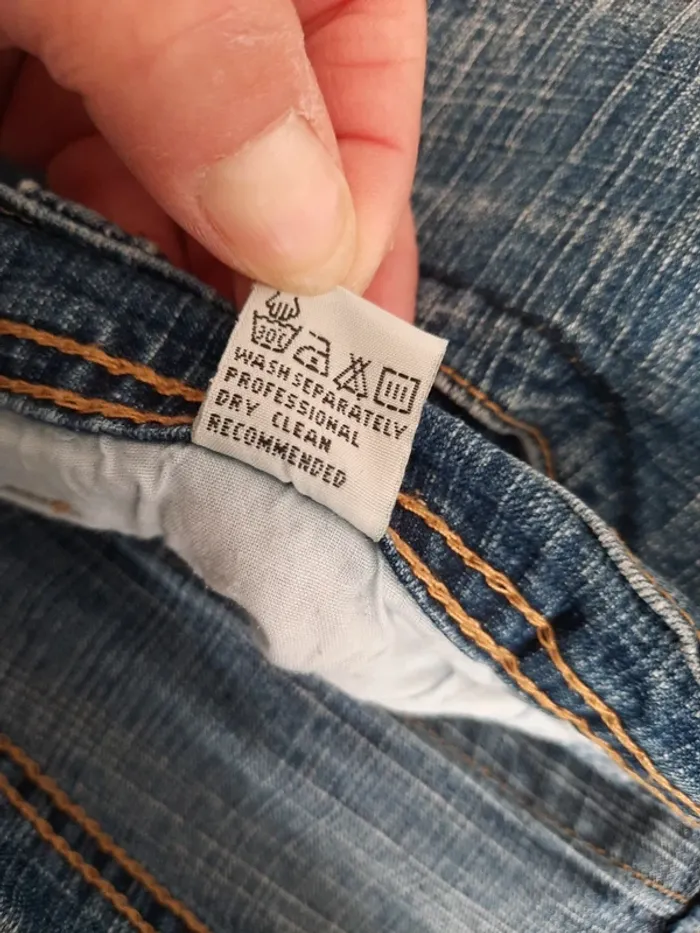 30°
WASH SEPARATELY
PROFESSIONAL
DRY CLEAN
RECOMMENDED